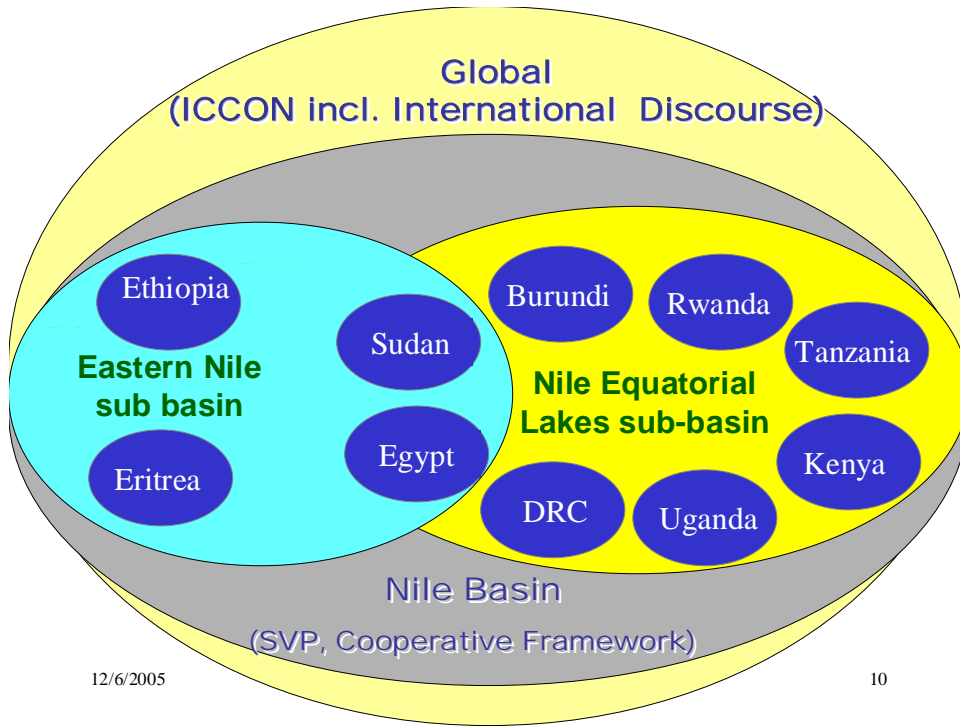 Global
(ICCON incl. International Discourse)
Ethiopia
Burundi
Rwanda
Sudan
Tanzania
Eastern Nile
sub basin
Nile Equatorial
Lakes sub-basin
Egypt
Kenya
Eritrea
DRC
Uganda
Nile Basin
(SVP, Cooperative Framework)
12/6/2005
10